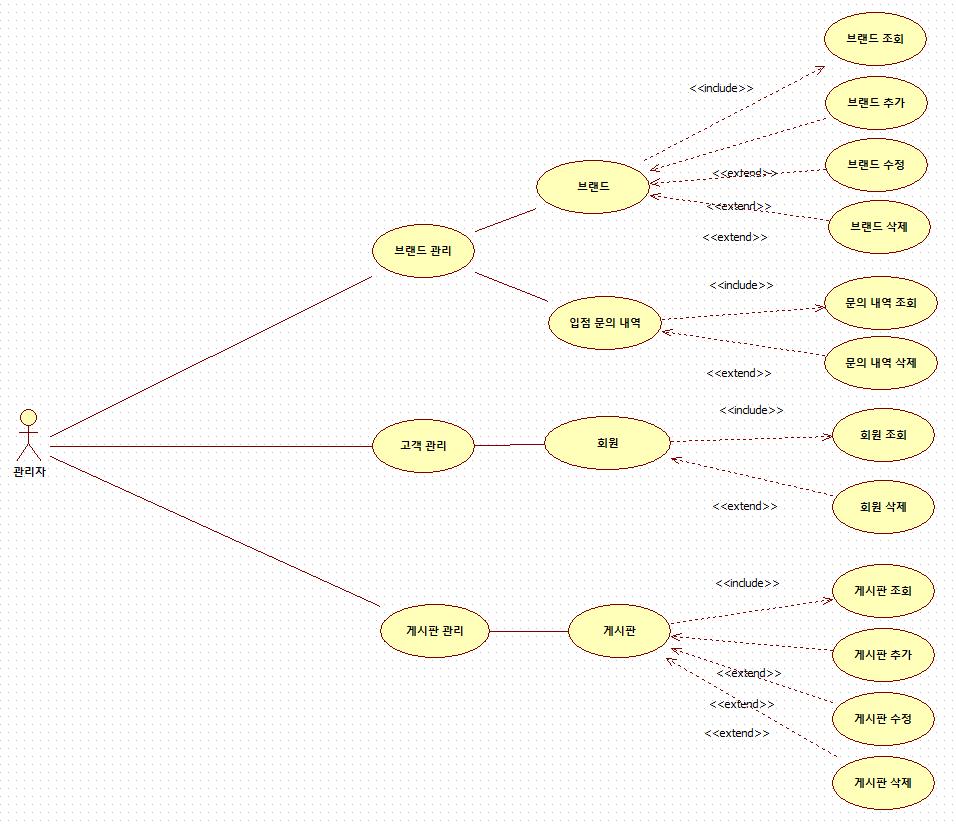 브랜드 조회
<<include>>
브랜드 추가
브랜드 수정
<<extend>>
브랜드
<<extend>>
브랜드 삭제
<<extend>>
브랜드 관리
<<include>>
문의 내역 조회
입점 문의 내역
문의 내역 삭제
<<extend>>
<<include>>
관리자
고객 관리
회원
회원 조회
<<extend>>
회원 삭제
<<include>>
게시판 조회
게시판 관리
게시판
게시판 추가
<<extend>>
<<extend>>
게시판 수정
<<extend>>
게시판 삭제